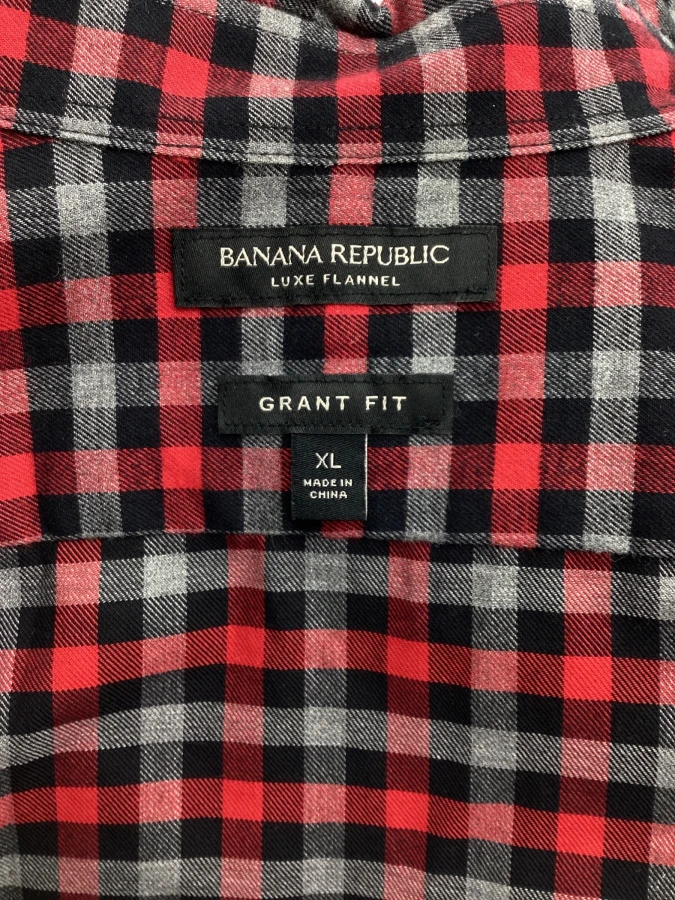 BANANA REPUBLIC
LUXE FLANNEL
GRANT FIT
XL
MADE IN
CHINA